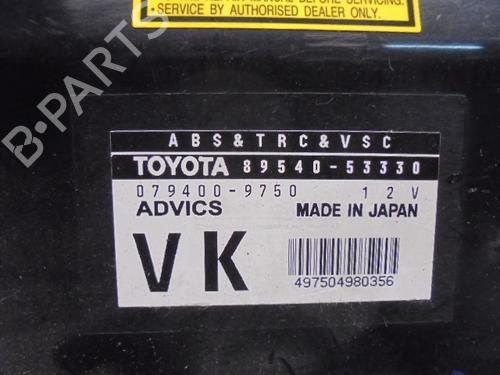 • SERVICE BY AUTHORISED DEALER ONLY.
ABS&TRC&VSC
TOYOTA 89540-53330
079400-9750 12V
ADVICS MADE IN JAPAN
VK
497504980356